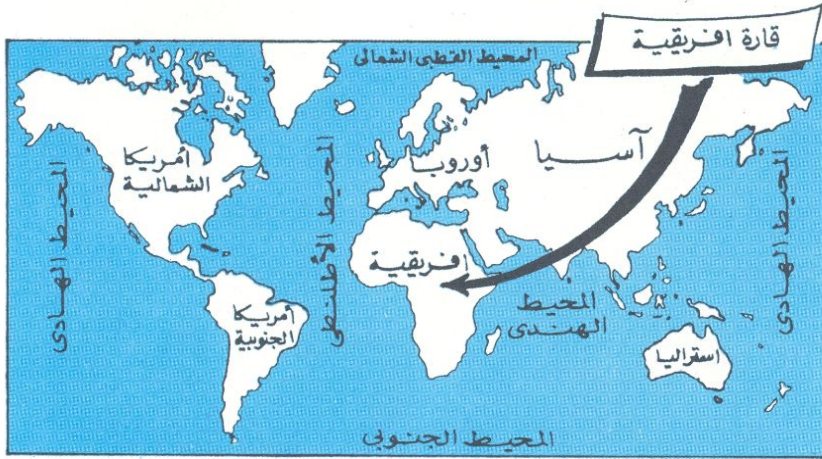 قارة افريقية
المحيط القطبى الشمالى
آسيا
أوروبا
أمريكا
الشمالية
المحيط الهادى
المحيط الأطلنطى
المحيط الهادى
إفريقية
المحيط
الهندى
أمريكا
الجنوبية
استراليا
المحيط الجنوبى